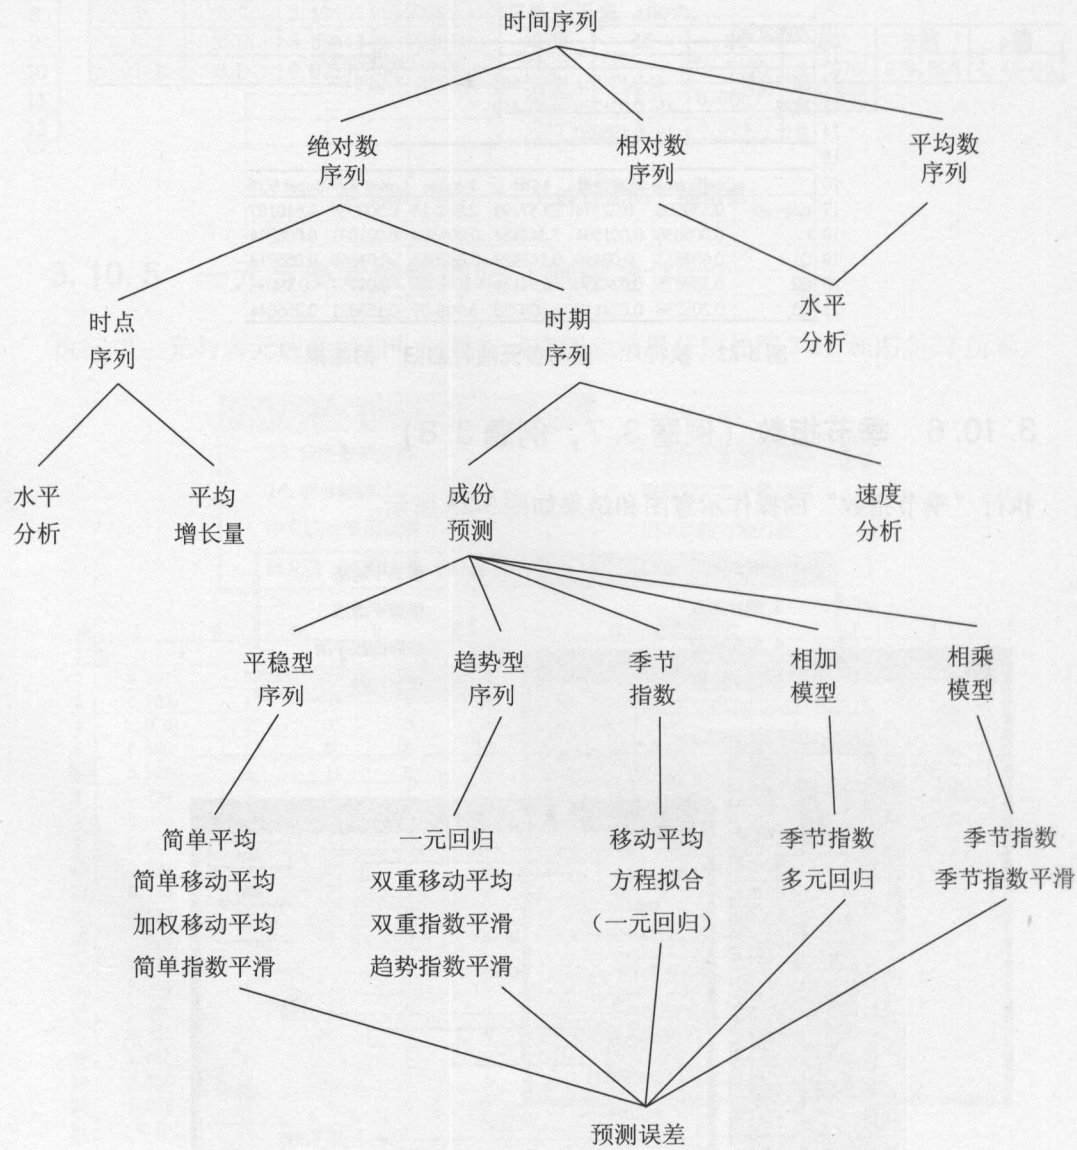 时间序列
绝对数
序列
相对数
序列
平均数
序列
时点
序列
时期
序列
水平
分析
水平
分析
平均
增长量
成份
预测
速度
分析
平稳型
序列
趋势型
序列
季节
指数
相加
模型
相乘
模型
简单平均
简单移动平均
加权移动平均
简单指数平滑
一元回归
双重移动平均
双重指数平滑
趋势指数平滑
移动平均
方程拟合
（一元回归）
季节指数
多元回归
季节指数
季节指数平滑
预测误差